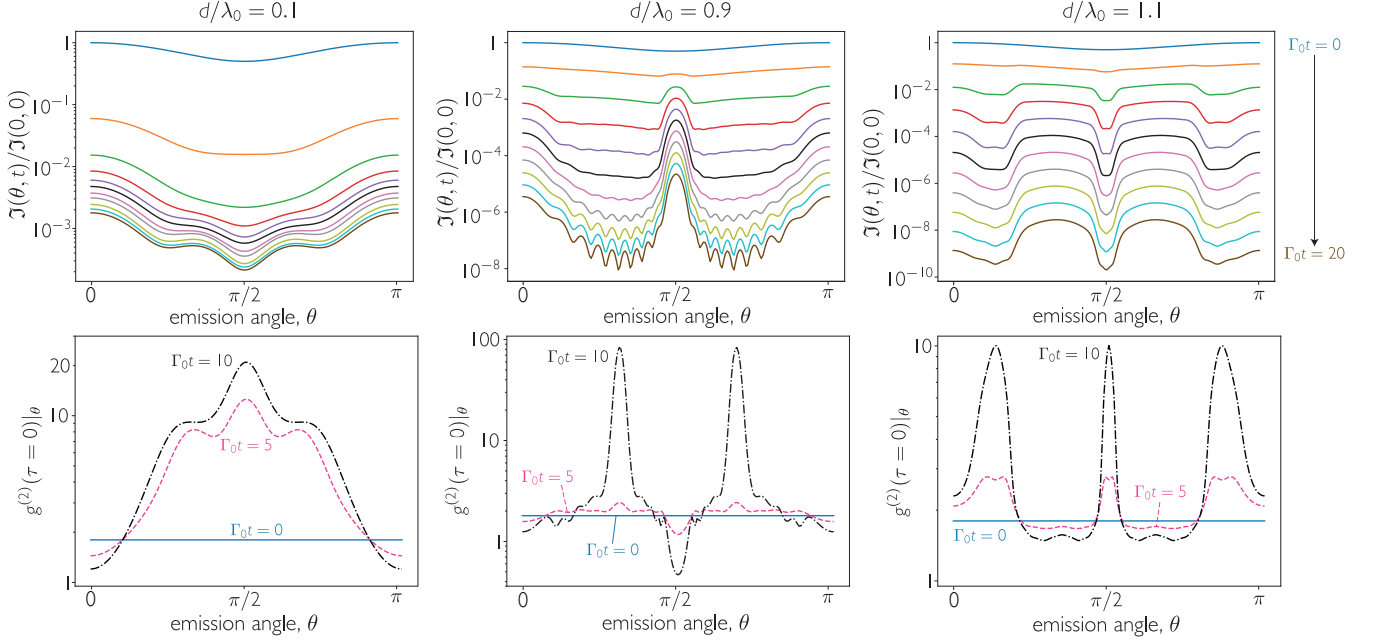 d/λ₀ = 0.1
d/λ₀ = 0.9
d/λ₀ = 1.1
ℑ(θ, t)/ℑ(0, 0)
1
10⁻¹
10⁻²
10⁻³
0
π/2
π
emission angle, θ
ℑ(θ, t)/ℑ(0, 0)
1
10⁻²
10⁻⁴
10⁻⁶
10⁻⁸
0
π/2
π
emission angle, θ
ℑ(θ, t)/ℑ(0, 0)
1
10⁻²
10⁻⁴
10⁻⁶
10⁻⁸
10⁻¹⁰
0
π/2
π
emission angle, θ
Γ₀t = 0
Γ₀t = 20
g⁽²⁾(τ = 0)|θ
20
10
1
Γ₀t = 10
Γ₀t = 5
Γ₀t = 0
0
π/2
π
emission angle, θ
g⁽²⁾(τ = 0)|θ
100
10
1
Γ₀t = 10
Γ₀t = 5
Γ₀t = 0
0
π/2
π
emission angle, θ
g⁽²⁾(τ = 0)|θ
10
1
Γ₀t = 10
Γ₀t = 5
Γ₀t = 0
0
π/2
π
emission angle, θ